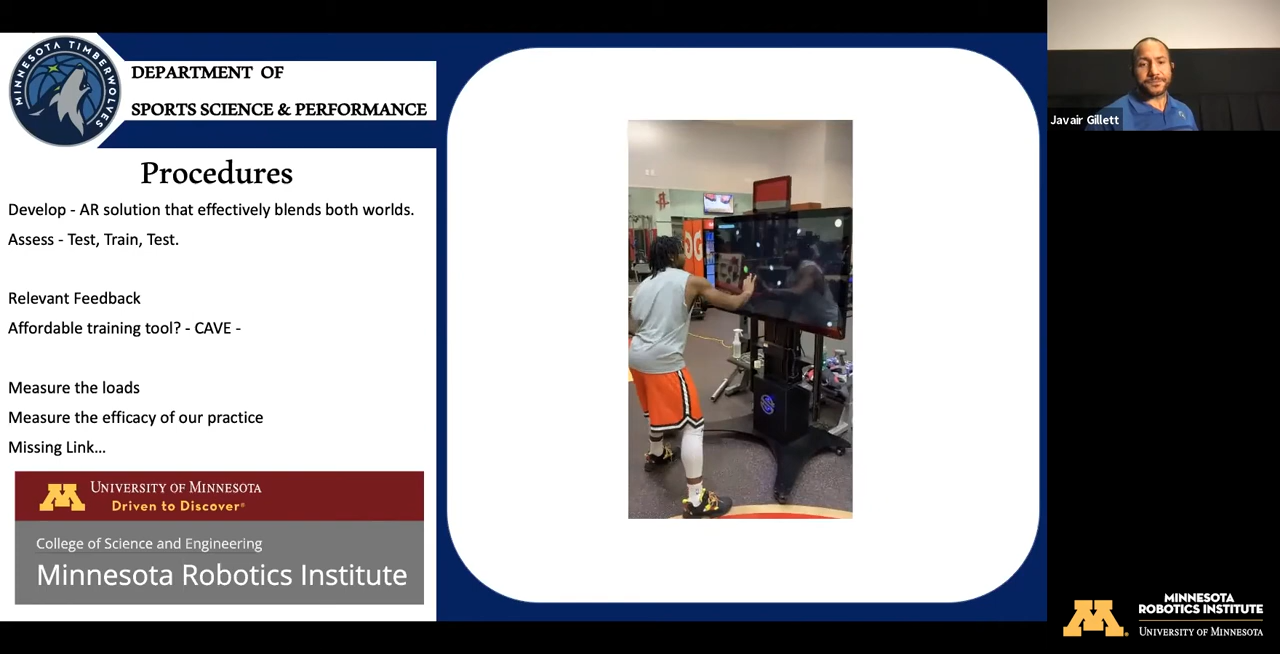 MINNESOTA TIMBERWOLVES
DEPARTMENT OF
SPORTS SCIENCE & PERFORMANCE
Procedures
Develop - AR solution that effectively blends both worlds.
Assess - Test, Train, Test.
Relevant Feedback
Affordable training tool? - CAVE -
Measure the loads
Measure the efficacy of our practice
Missing Link...
M UNIVERSITY OF MINNESOTA
Driven to Discover®
College of Science and Engineering
Minnesota Robotics Institute
Javair Gillett
M
MINNESOTA
ROBOTICS INSTITUTE
UNIVERSITY OF MINNESOTA